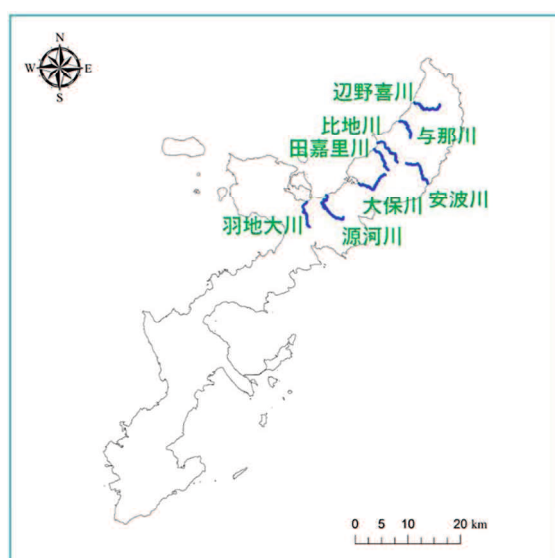 N
W E
S
辺野喜川
比地川
与那川
田嘉里川
安波川
大保川
羽地大川
源河川
0 5 10 20 km